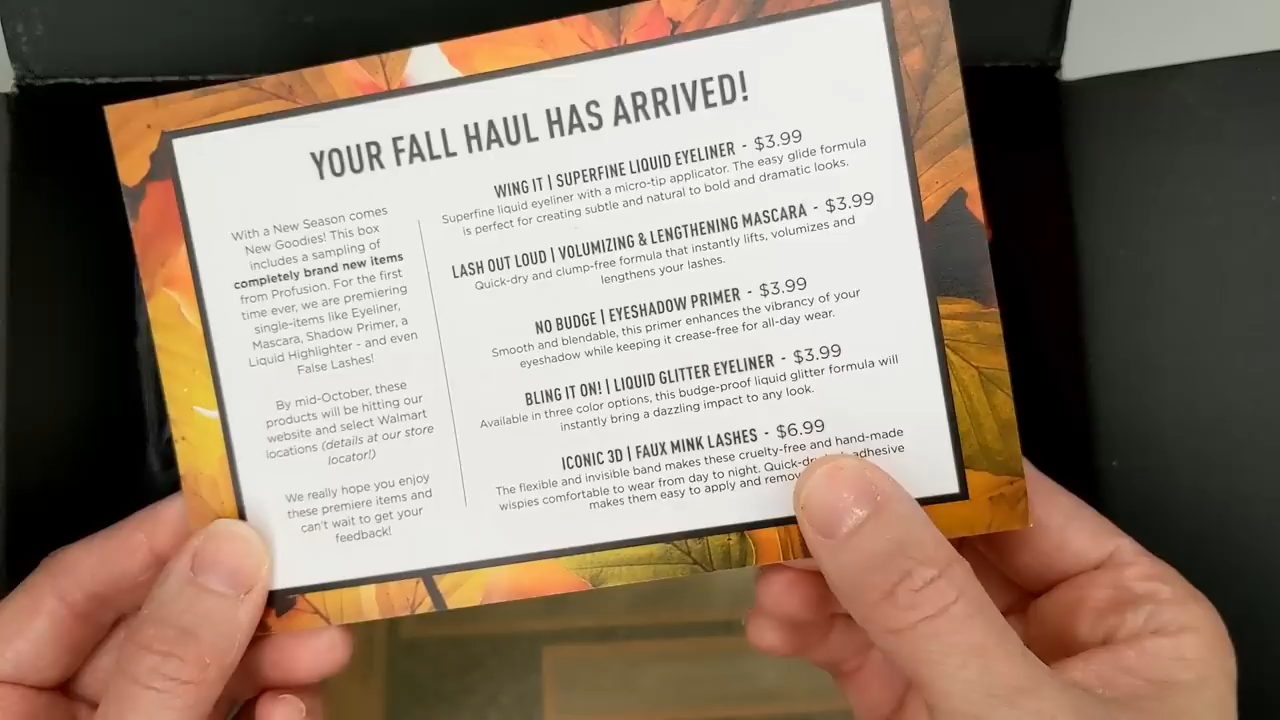 YOUR FALL HAUL HAS ARRIVED!
With a New Season comes
New Goodies! This box
includes a sampling of
completely brand new items
from Profusion. For the first
time ever, we are premiering
single-items like Eyeliner,
Mascara, Shadow Primer, a
Liquid Highlighter - and even
False Lashes!
By mid-October, these
products will be hitting our
website and select Walmart
locations (details at our store
locator!)
We really hope you enjoy
these premiere items and
can't wait to get your
feedback!
WING IT | SUPERFINE LIQUID EYELINER - $3.99
Superfine liquid eyeliner with a micro-tip applicator. The easy glide formula
is perfect for creating subtle and natural to bold and dramatic looks.
LASH OUT LOUD | VOLUMIZING & LENGTHENING MASCARA - $3.99
Quick-dry and clump-free formula that instantly lifts, volumizes and
lengthens your lashes.
NO BUDGE | EYESHADOW PRIMER - $3.99
Smooth and blendable, this primer enhances the vibrancy of your
eyeshadow while keeping it crease-free for all-day wear.
BLING IT ON! | LIQUID GLITTER EYELINER - $3.99
Available in three color options, this budget-proof liquid glitter formula will
instantly bring a dazzling impact to any look.
ICONIC 3D | FAUX MINK LASHES - $6.99
The flexible and invisible band makes these cruelty-free and hand-made
wispies comfortable to wear from day to night. adhesive
makes them easy to apply and